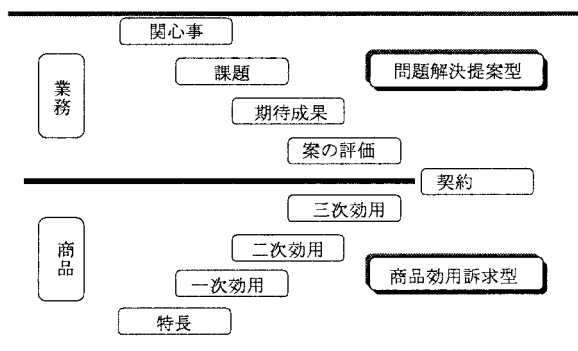 関心事
業務
課題
問題解決提案型
期待成果
案の評価
契約
三次効用
商品
二次効用
商品効用訴求型
一次効用
特長